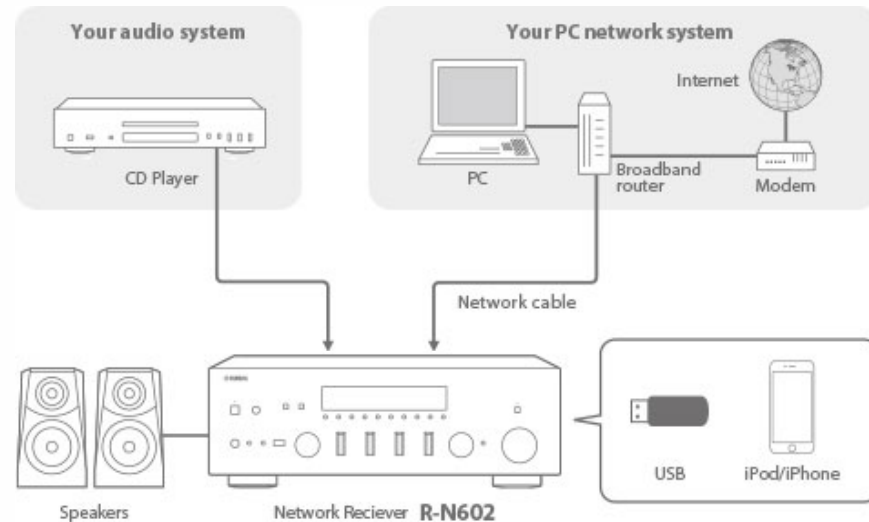 Your audio system
Your PC network system
Internet
CD Player
PC
Broadband
router
Modem
Network cable
YAMAHA
USB
iPod/iPhone
Speakers
Network Reciever R-N602